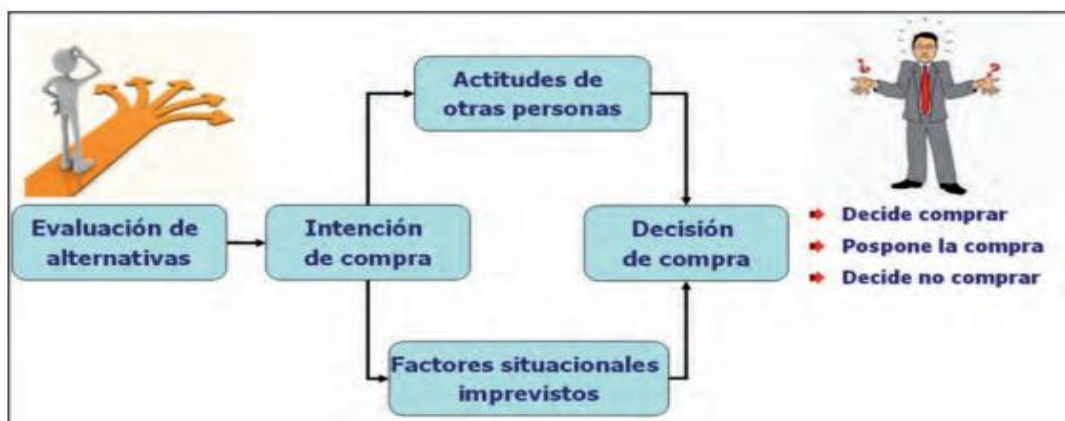 Actitudes de
otras personas
Evaluación de
alternativas
Intención
de compra
Decisión
de compra
Decide comprar
Pospone la compra
Decide no comprar
Factores situacionales
imprevistos